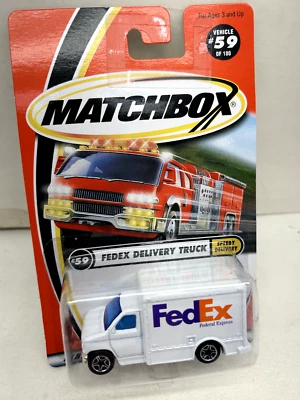 For Ages 3 and Up
VEHICLE
#59
OF 100
MATCHBOX®
#59 FEDEX DELIVERY TRUCK
SPEEDY
DELIVERY
FedEx
Federal Express